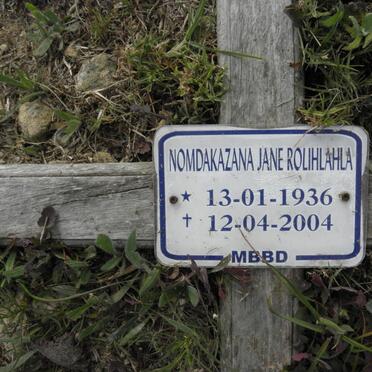 NOMDAKAZANA JANE ROLIHLAHLA
★ 13-01-1936
✝ 12-04-2004
MBBD